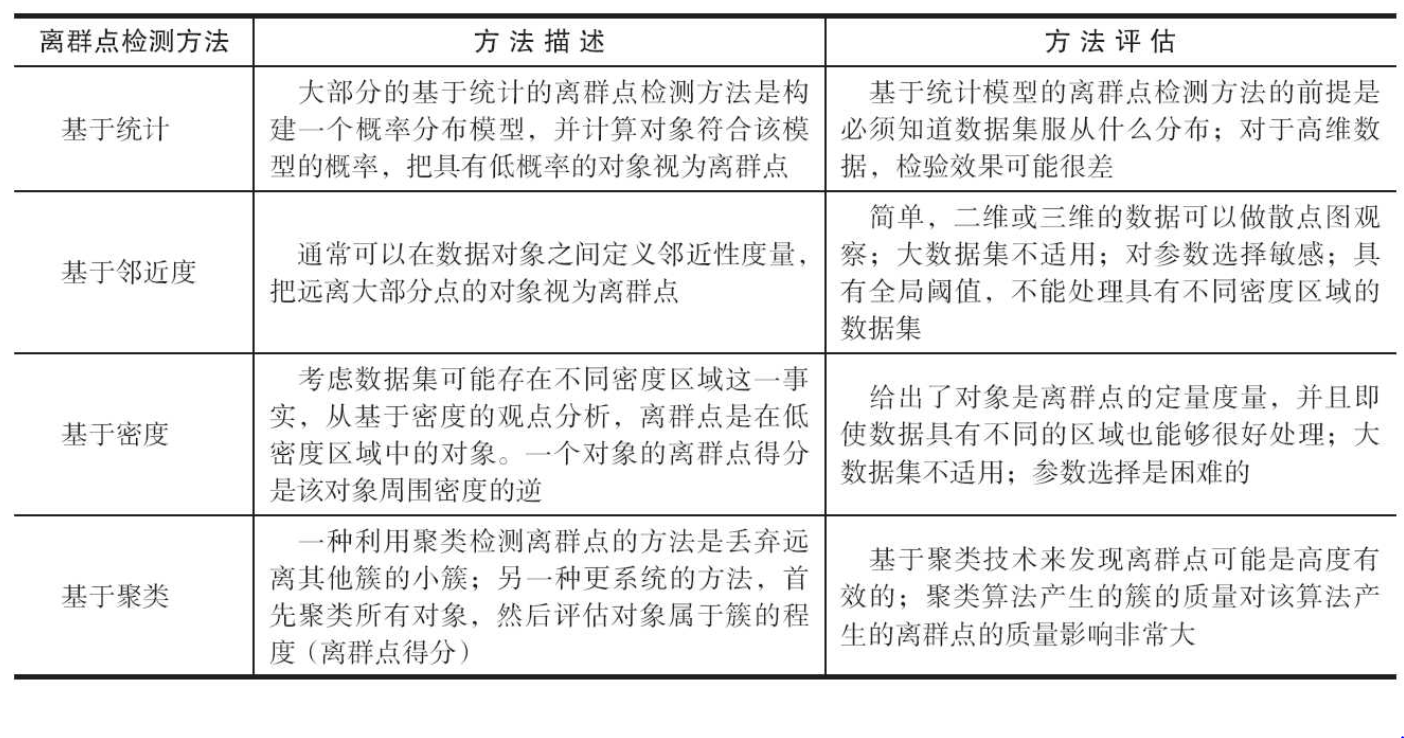 离群点检测方法 方法描述 方法评估
基于统计
大部分的基于统计的离群点检测方法是构
建一个概率分布模型，并计算对象符合该模
型的概率，把具有低概率的对象视为离群点
基于统计模型的离群点检测方法的前提是
必须知道数据集服从什么分布；对于高维数
据，检验效果可能很差
基于邻近度
通常可以在数据对象之间定义邻近性度量，
把远离大部分点的对象视为离群点
简单，二维或三维的数据可以做散点图观
察；大数据集不适用；对参数选择敏感；具
有全局阈值，不能处理具有不同密度区域的
数据集
基于密度
考虑数据集可能存在不同密度区域这一事
实，从基于密度的观点分析，离群点是在低
密度区域中的对象。一个对象的离群点得分
是该对象周围密度的逆
给出了对象是离群点的定量度量，并且即
使数据具有不同的区域也能够很好处理；大
数据集不适用；参数选择是困难的
基于聚类
一种利用聚类检测离群点的方法是丢弃远
离其他簇的小簇；另一种更系统的方法，首
先聚类所有对象，然后评估对象属于簇的程
度（离群点得分）
基于聚类技术来发现离群点可能是高度有
效的；聚类算法产生的簇的质量对该算法产
生的离群点的质量影响非常大